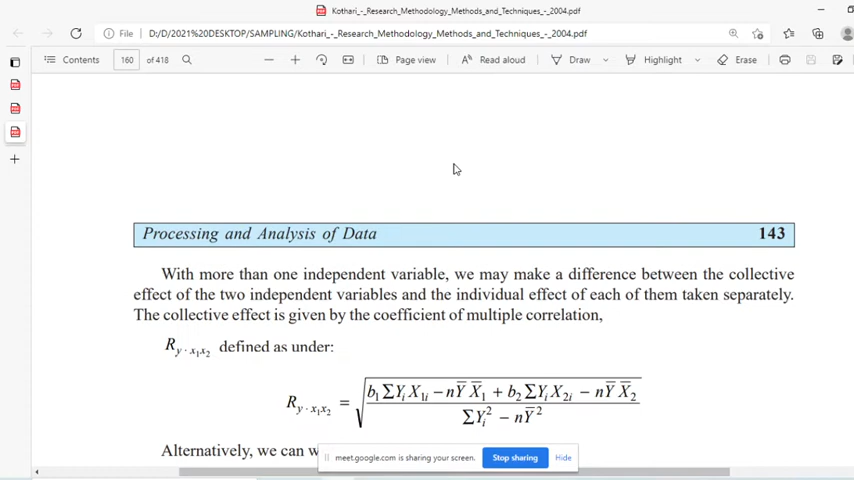 Kothari_-_Research_Methodology_Methods_and_Techniques_-_2004.pdf
File D:/D/2021%20DESKTOP/SAMPLING/Kothari_-_Research_Methodology_Methods_and_Techniques_-_2004.pdf
Contents 160 of 418 Page view Read aloud Draw Highlight Erase
Processing and Analysis of Data 143
With more than one independent variable, we may make a difference between the collective
effect of the two independent variables and the individual effect of each of them taken separately.
The collective effect is given by the coefficient of multiple correlation,
R_{y·x₁x₂} defined as under:
R_{y·x₁x₂} = √((b₁ΣYᵢX₁ᵢ − nȲX̄₁ + b₂ΣYᵢX₂ᵢ − nȲX̄₂) / (ΣYᵢ² − nȲ²))
Alternatively, we can w
meet.google.com is sharing your screen. Stop sharing Hide